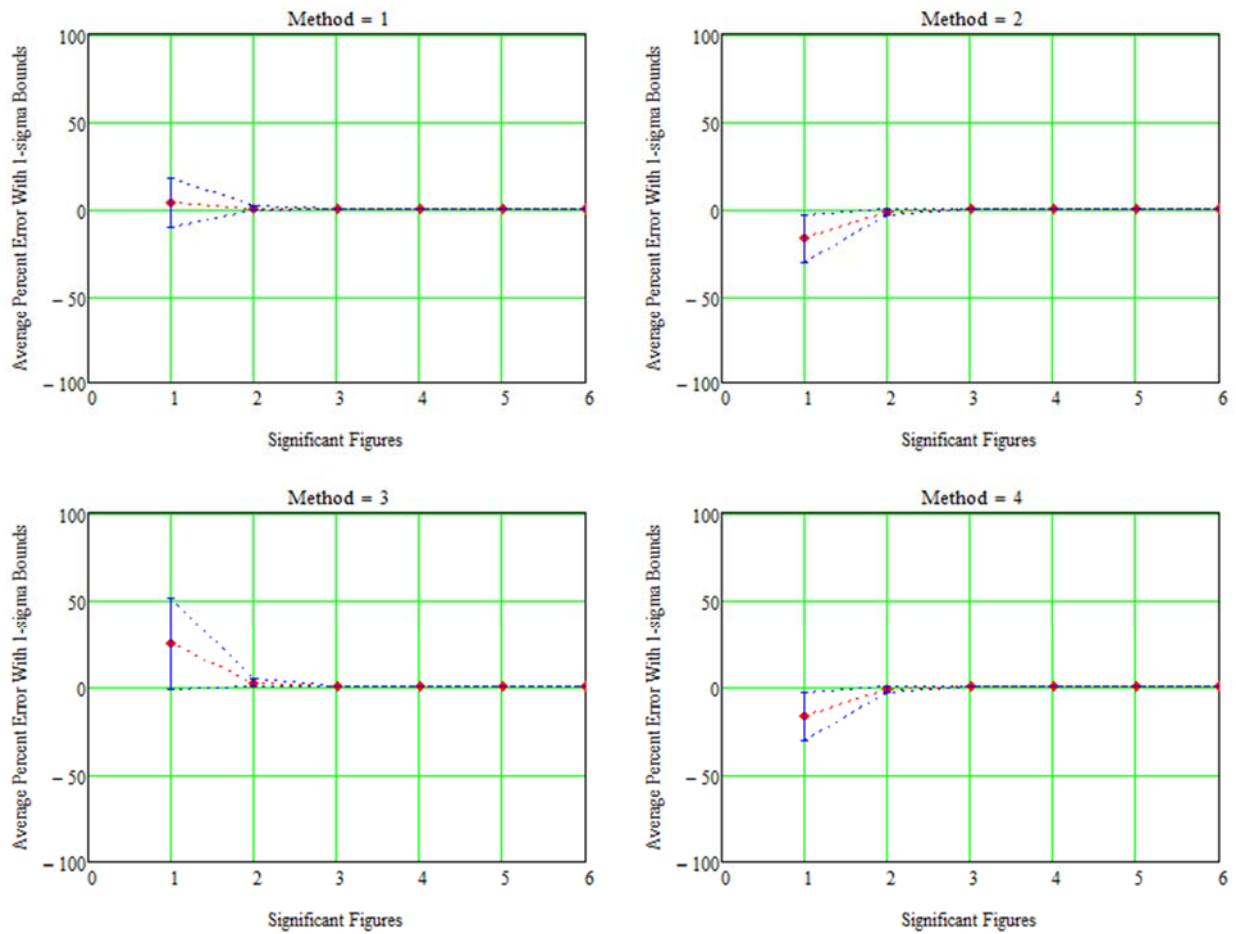 Method = 1
Average Percent Error With 1-sigma Bounds
100
50
0
– 50
– 100
0 1 2 3 4 5 6
Significant Figures
Method = 2
Average Percent Error With 1-sigma Bounds
100
50
0
– 50
– 100
0 1 2 3 4 5 6
Significant Figures
Method = 3
Average Percent Error With 1-sigma Bounds
100
50
0
– 50
– 100
0 1 2 3 4 5 6
Significant Figures
Method = 4
Average Percent Error With 1-sigma Bounds
100
50
0
– 50
– 100
0 1 2 3 4 5 6
Significant Figures